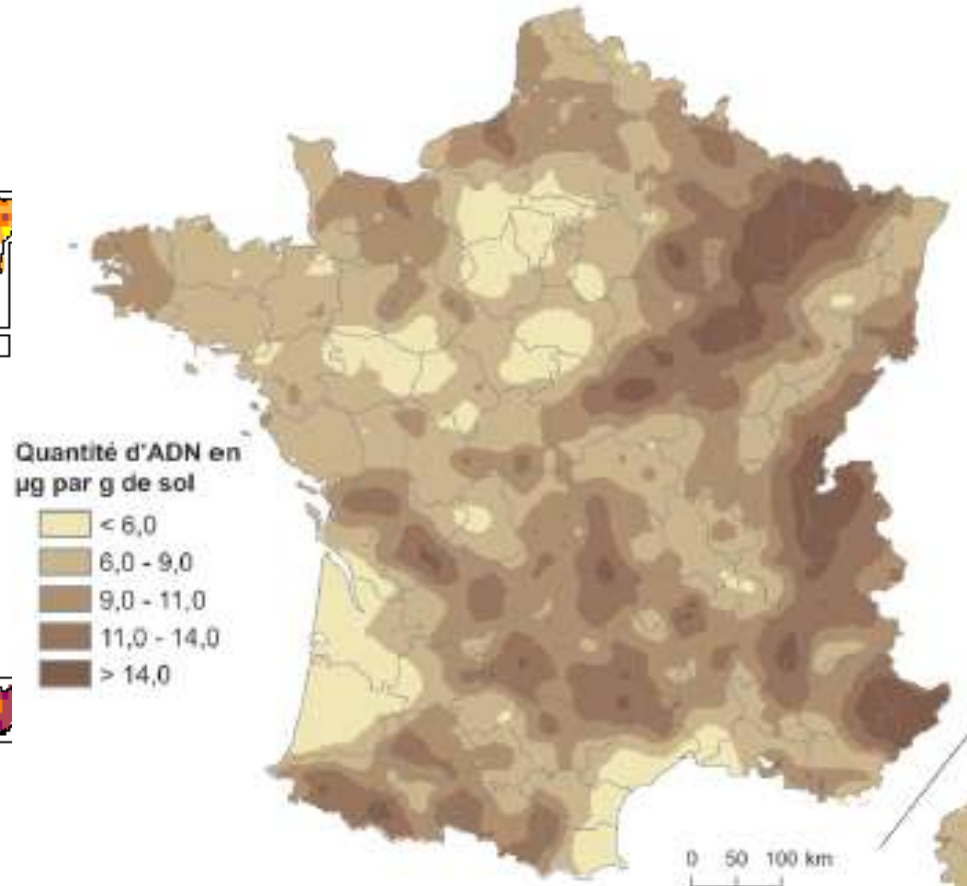 Quantité d'ADN en
µg par g de sol
< 6,0
6,0 - 9,0
9,0 - 11,0
11,0 - 14,0
> 14,0
0 50 100 km